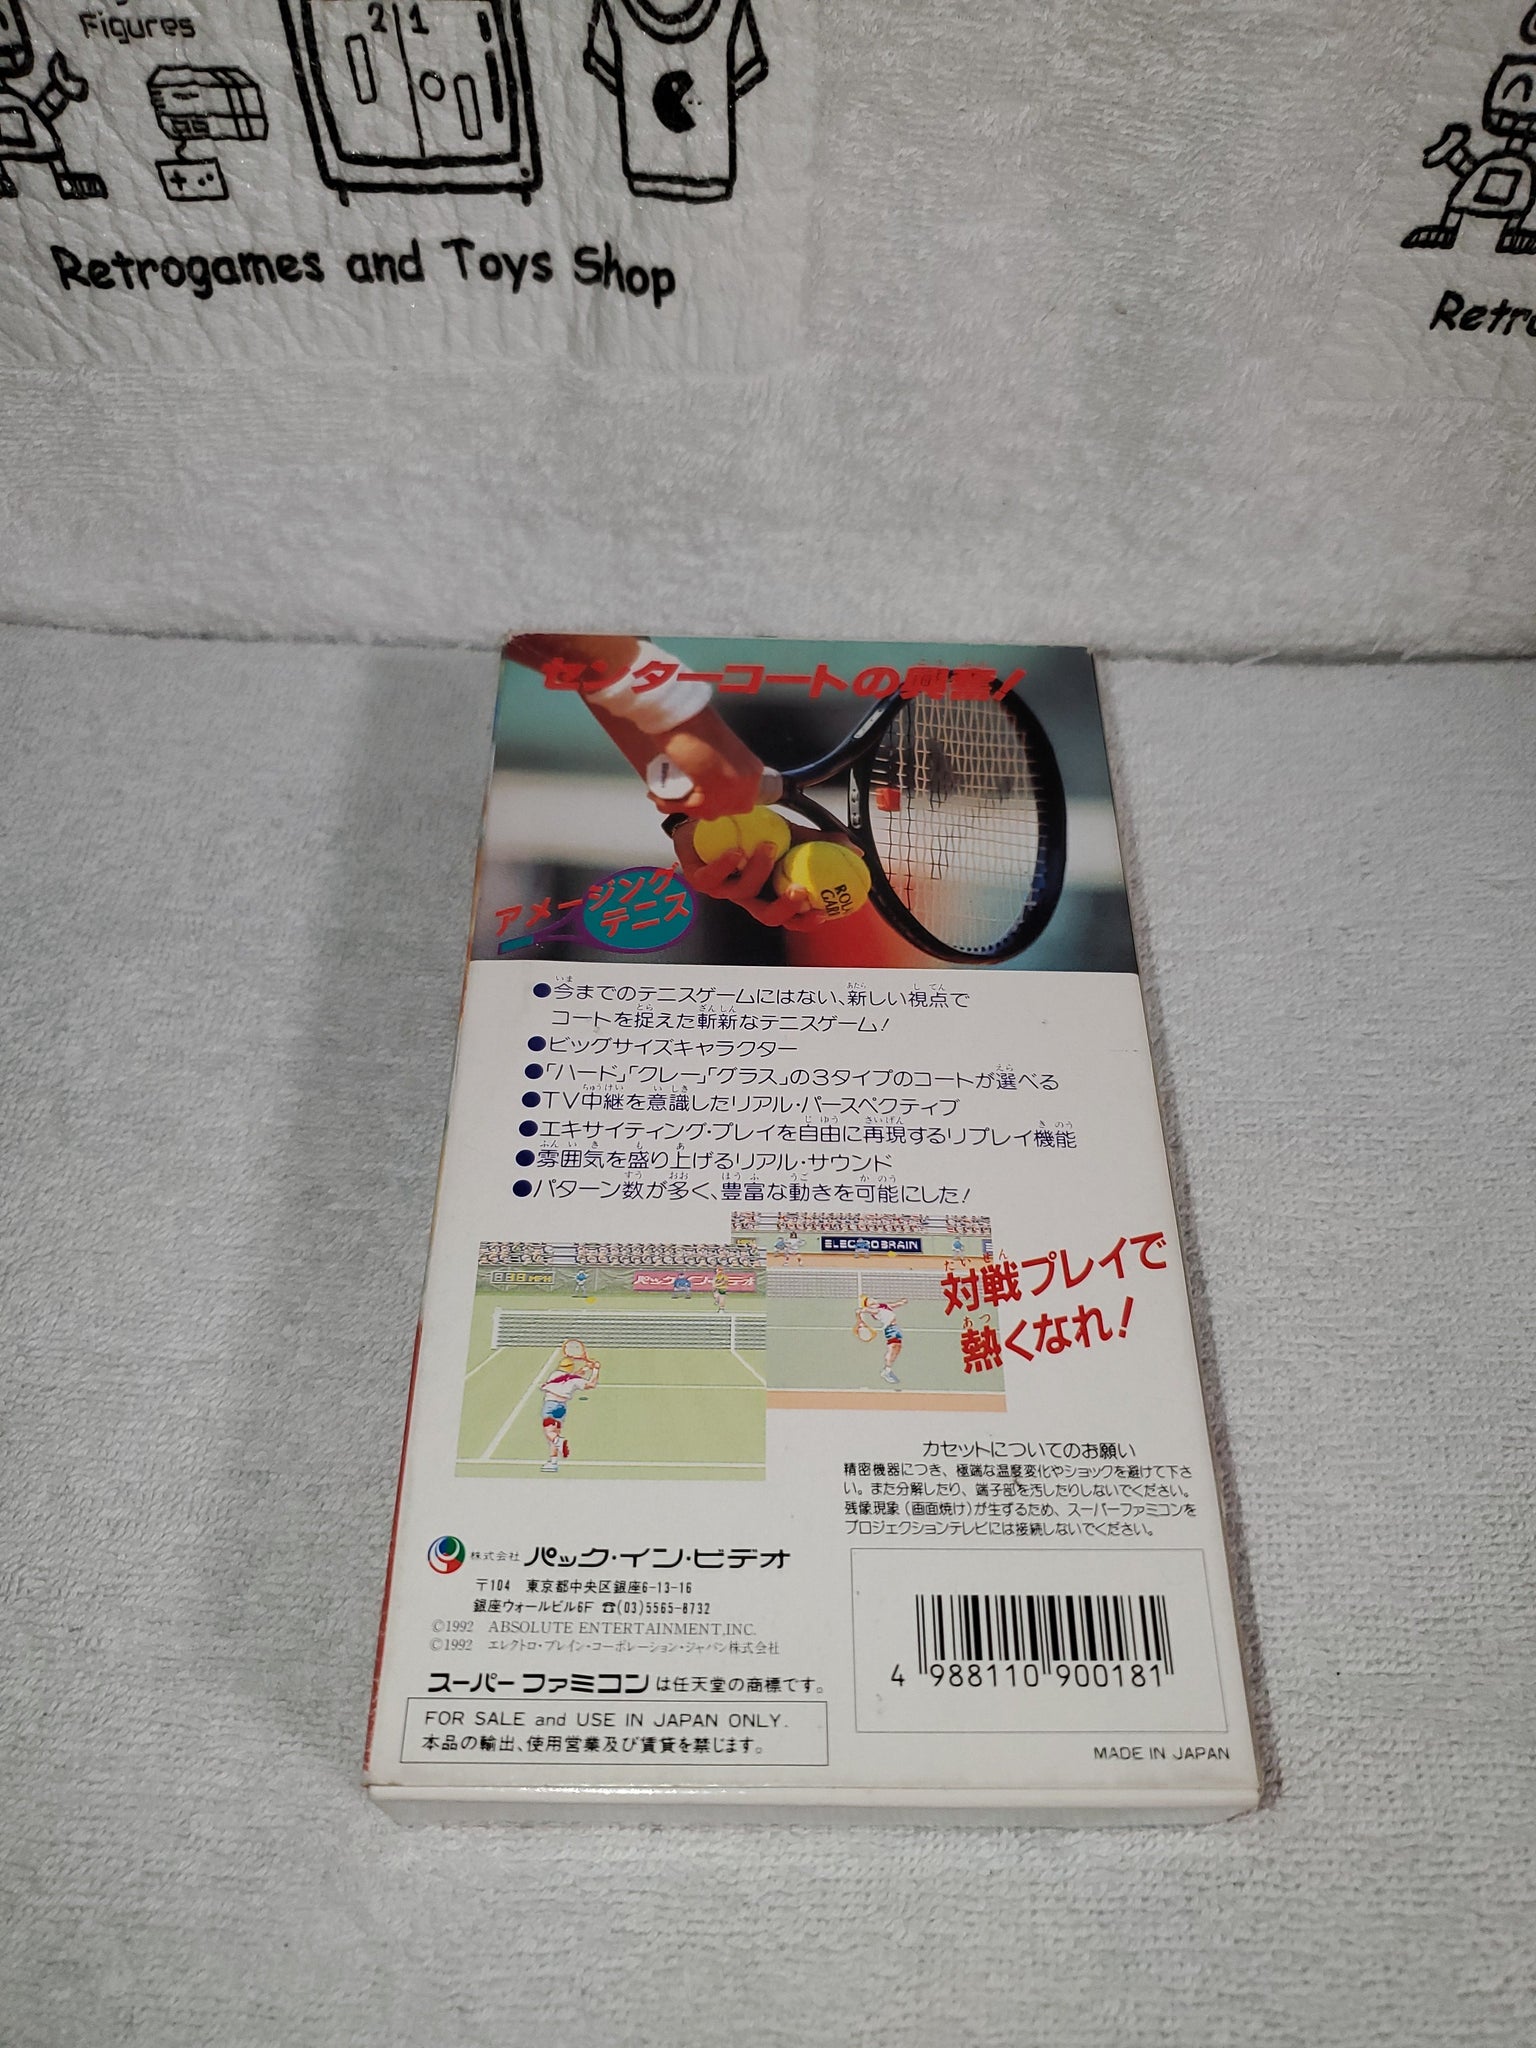 Figures
2 1
Retrogames and Toys Shop
Retro
センターコートの興奮!
アメージング
テニス
ROLA
GARR
●今までのテニスゲームにはない、新しい視点で
コートを捉えた斬新なテニスゲーム!
●ビッグサイズキャラクター
●「ハード」「クレー」「グラス」の3タイプのコートが選べる
●TV中継を意識したリアル・パースペクティブ
●エキサイティング・プレイを自由に再現するリプレイ機能
●雰囲気を盛り上げるリアル・サウンド
●パターン数が多く、豊富な動きを可能にした!
ELECTRO BRAIN
888 MPH
パック・イン・ビデオ
対戦プレイで
熱くなれ!
カセットについてのお願い
精密機器につき、極端な温度変化やショックを避けて下さ
い。また分解したり、端子部を汚したりしないでください。
残像現象(画面焼け)が生ずるため、スーパーファミコンを
プロジェクションテレビには接続しないでください。
株式会社 パック・イン・ビデオ
〒104 東京都中央区銀座6-13-16
銀座ウォールビル6F ☎(03)5565-8732
©1992 ABSOLUTE ENTERTAINMENT,INC.
©1992 エレクトロ・ブレイン・コーポレーション・ジャパン株式会社
スーパーファミコンは任天堂の商標です。
FOR SALE and USE IN JAPAN ONLY.
本品の輸出、使用営業及び賃貸を禁じます。
4 988110 900181
MADE IN JAPAN